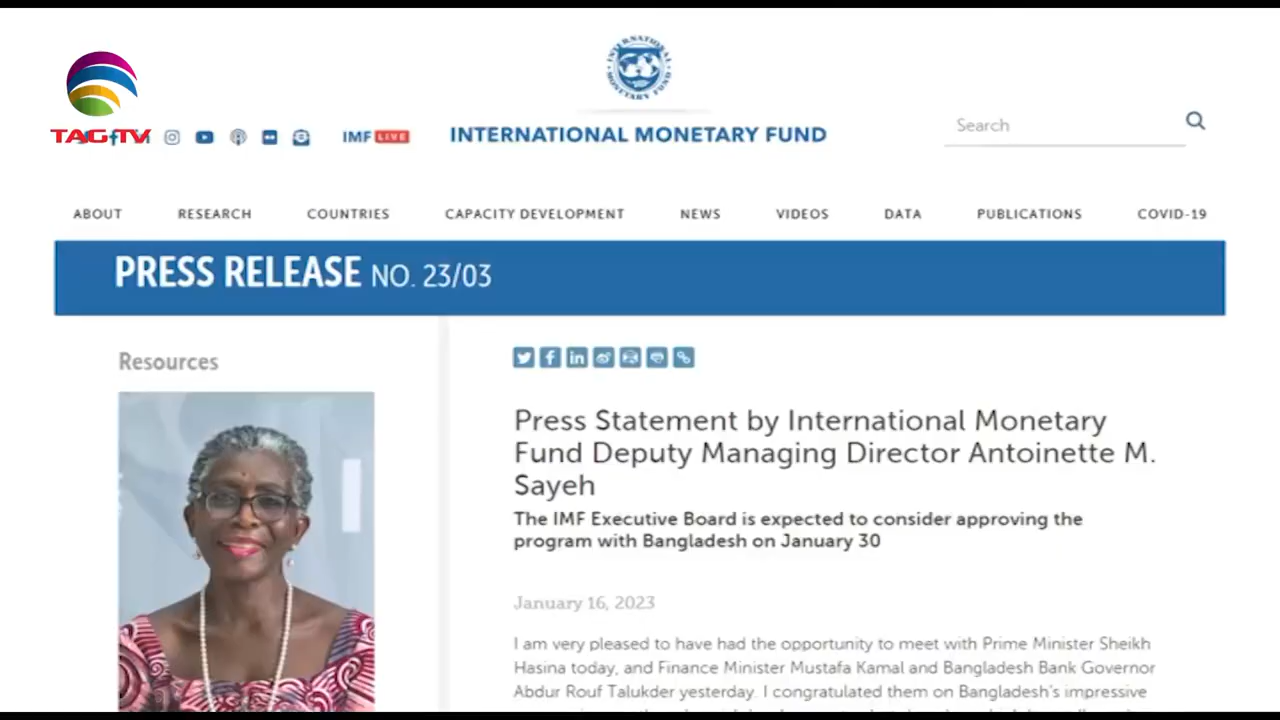 INTERNATIONAL MONETARY FUND
TAG TV
IMF LIVE
INTERNATIONAL MONETARY FUND
Search
ABOUT RESEARCH COUNTRIES CAPACITY DEVELOPMENT NEWS VIDEOS DATA PUBLICATIONS COVID-19
PRESS RELEASE NO. 23/03
Resources
Press Statement by International Monetary
Fund Deputy Managing Director Antoinette M.
Sayeh
The IMF Executive Board is expected to consider approving the
program with Bangladesh on January 30
January 16, 2023
I am very pleased to have had the opportunity to meet with Prime Minister Sheikh
Hasina today, and Finance Minister Mustafa Kamal and Bangladesh Bank Governor
Abdur Rouf Talukder yesterday. I congratulated them on Bangladesh's impressive